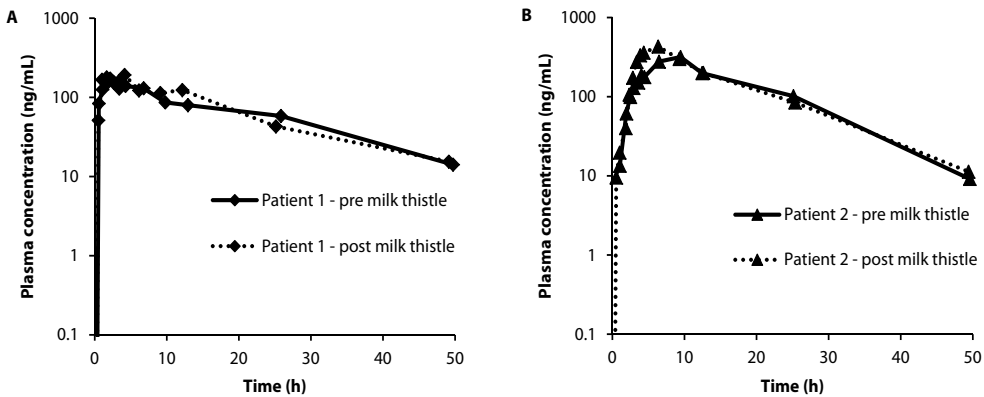 A
Plasma concentration (ng/mL)
1000
100
10
1
0.1
Patient 1 - pre milk thistle
Patient 1 - post milk thistle
0 10 20 30 40 50
Time (h)
B
Plasma concentration (ng/mL)
1000
100
10
1
0.1
Patient 2 - pre milk thistle
Patient 2 - post milk thistle
0 10 20 30 40 50
Time (h)